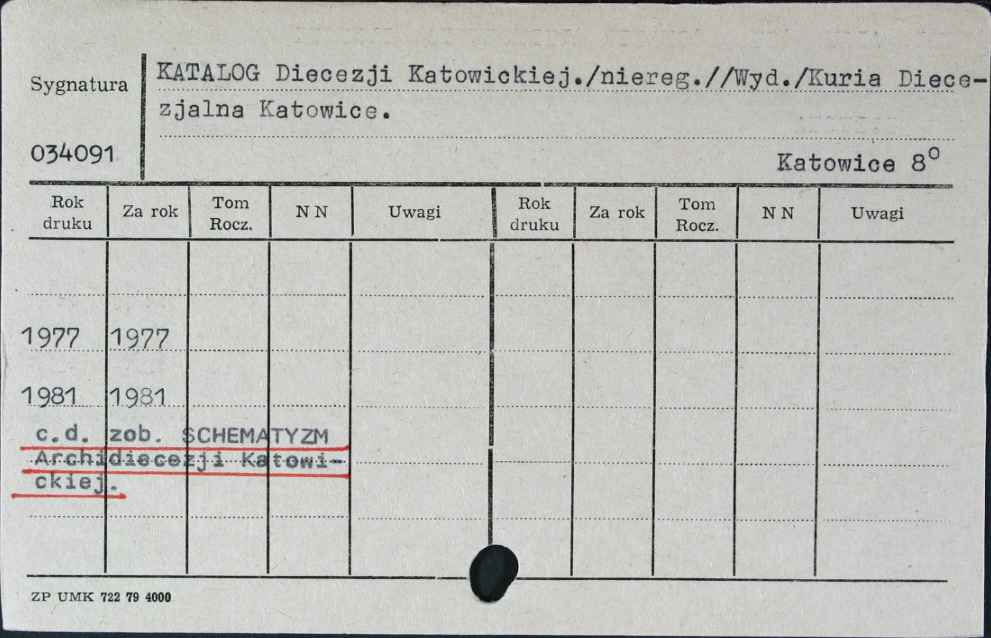 KATALOG Diecezji Katowickiej./niereg.//Wyd./Kuria Diece-
zjalna Katowice.
Sygnatura
034091
Katowice 8º
Rok druku Za rok Tom Rocz. N N Uwagi Rok druku Za rok Tom Rocz. N N Uwagi
1977 1977
1981 1981
c.d. zob. SCHEMATYZM
Archidiecezji Katowi-
ckiej.
ZP UMK 722 79 4000